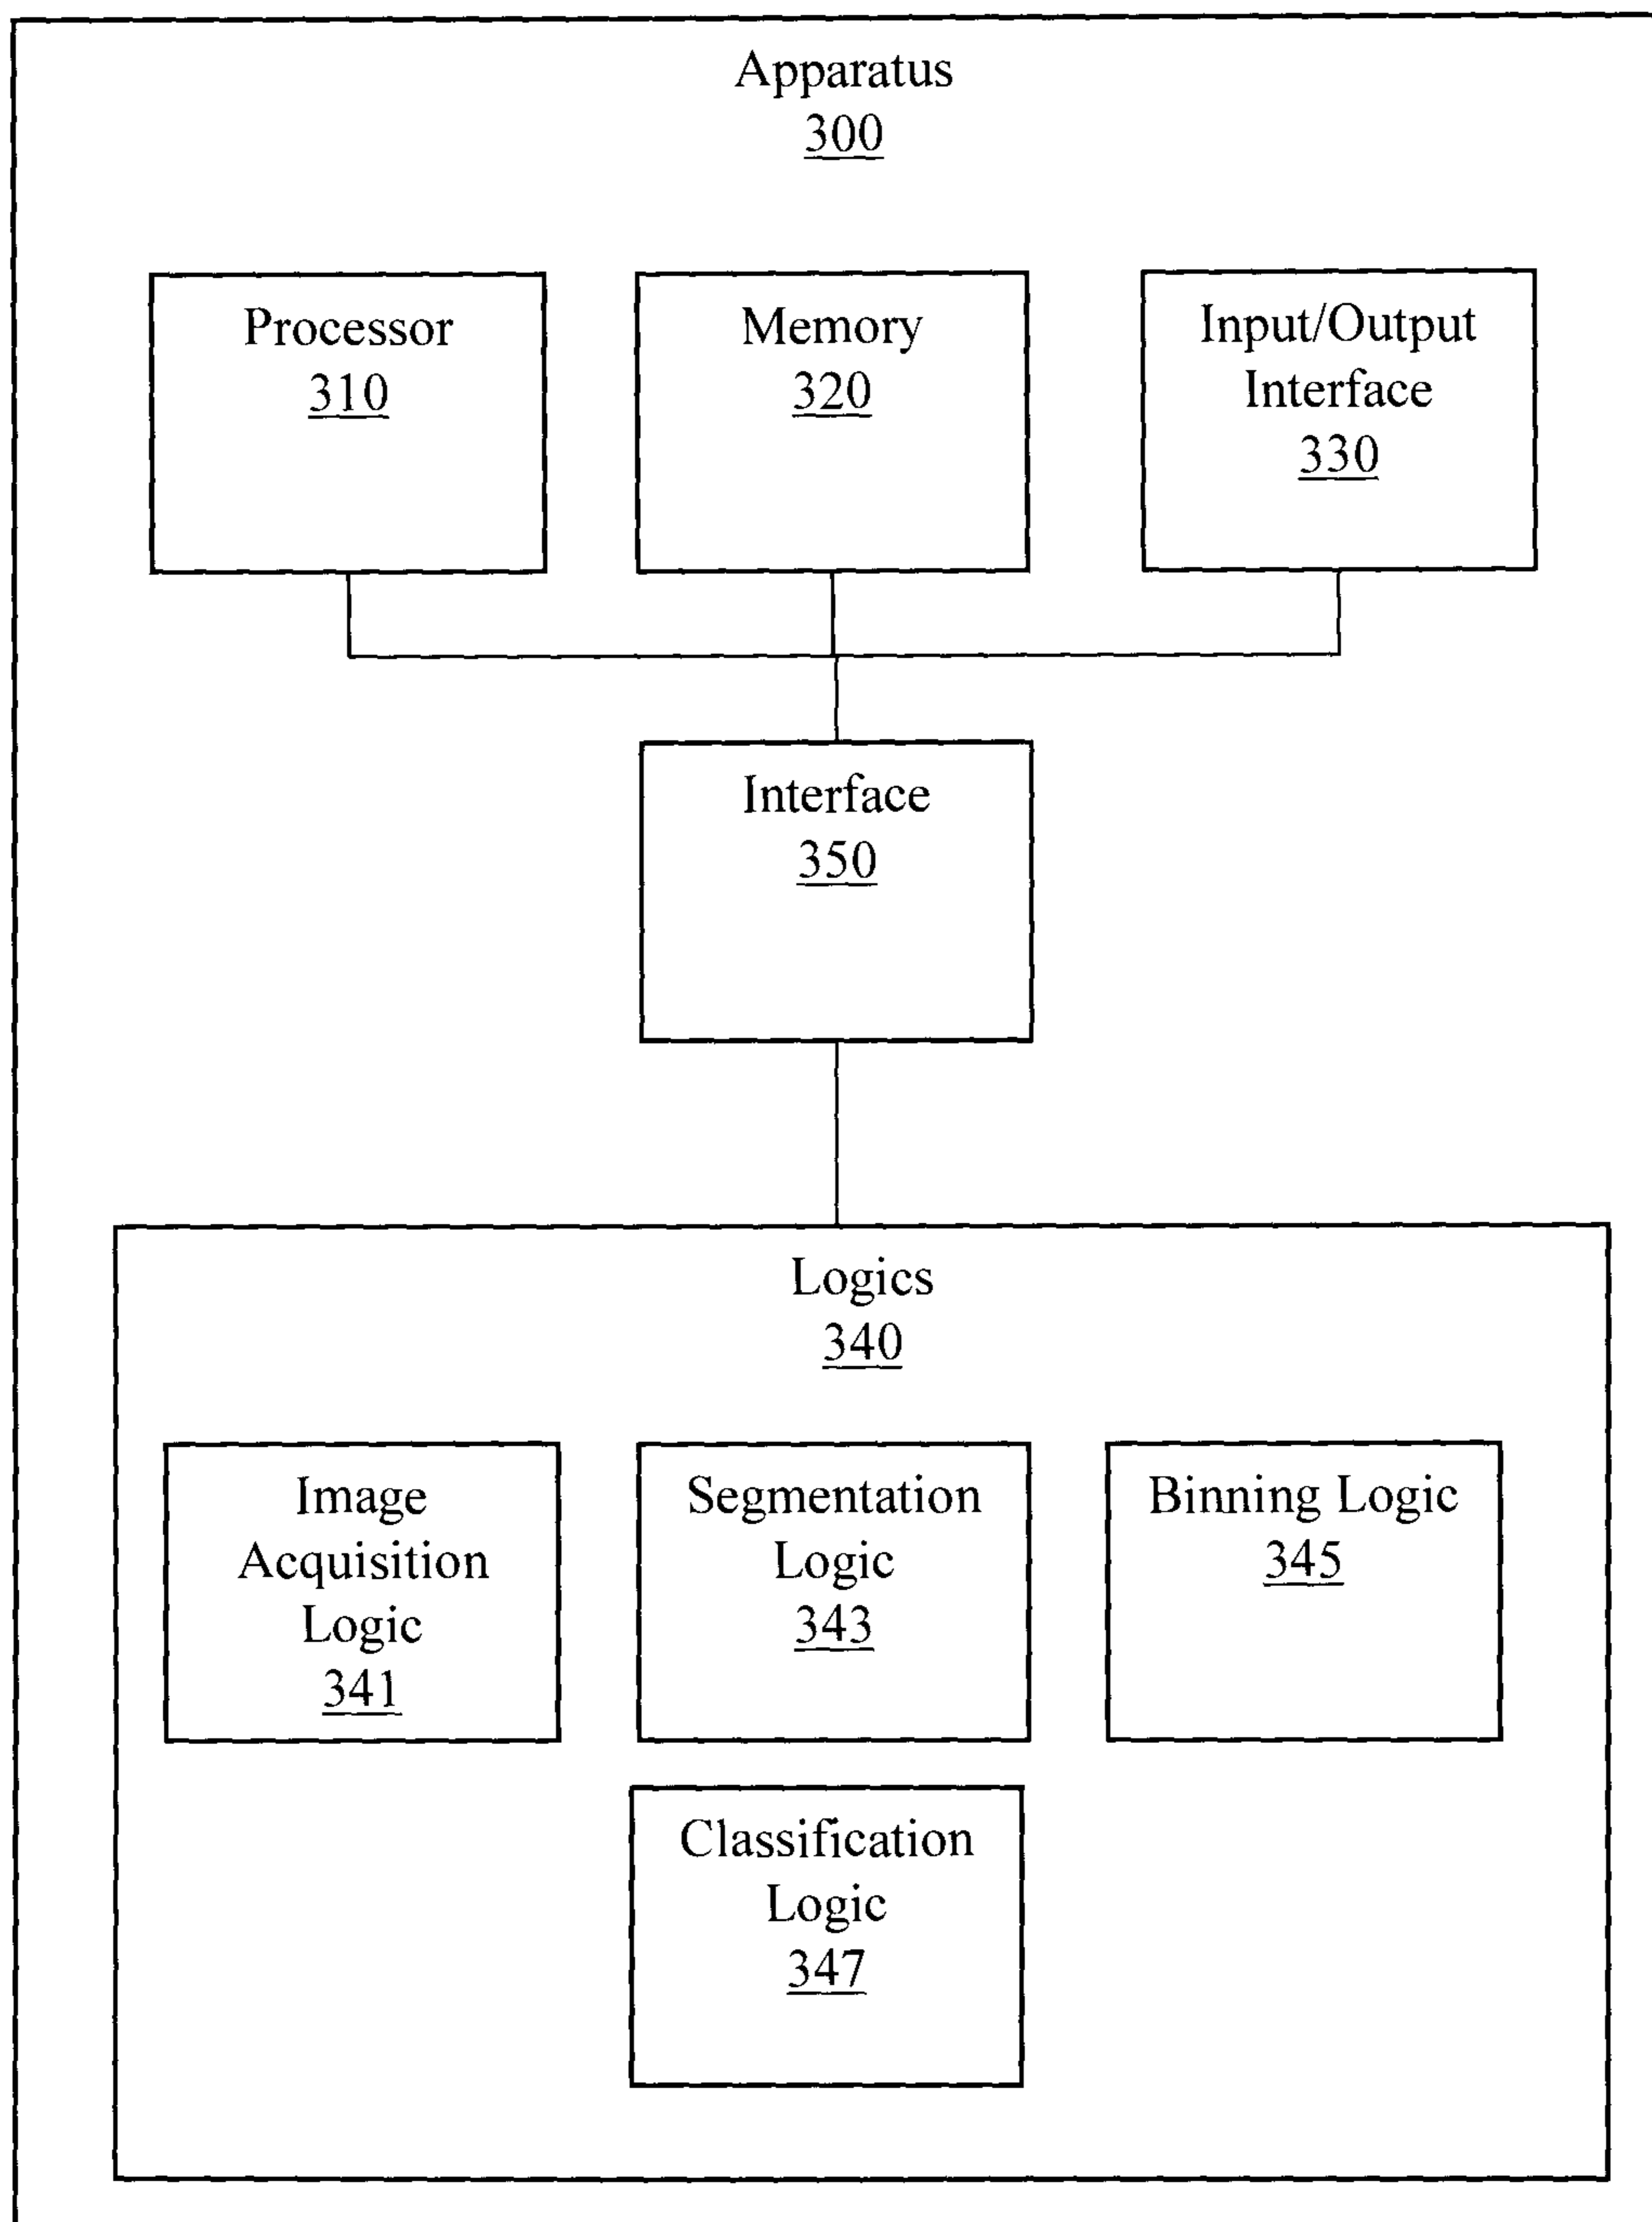 Apparatus
300
Processor
310
Memory
320
Input/Output
Interface
330
Interface
350
Logics
340
Image
Acquisition
Logic
341
Segmentation
Logic
343
Binning Logic
345
Classification
Logic
347